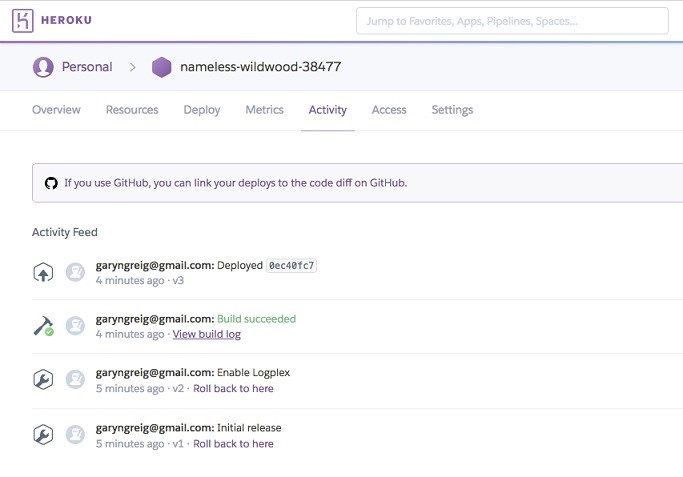 HEROKU
Jump to Favorites, Apps, Pipelines, Spaces...
Personal > nameless-wildwood-38477
Overview Resources Deploy Metrics Activity Access Settings
If you use GitHub, you can link your deploys to the code diff on GitHub.
Activity Feed
garyngreig@gmail.com: Deployed 0ec40fc7
4 minutes ago · v3
garyngreig@gmail.com: Build succeeded
4 minutes ago · View build log
garyngreig@gmail.com: Enable Logplex
5 minutes ago · v2 · Roll back to here
garyngreig@gmail.com: Initial release
5 minutes ago · v1 · Roll back to here